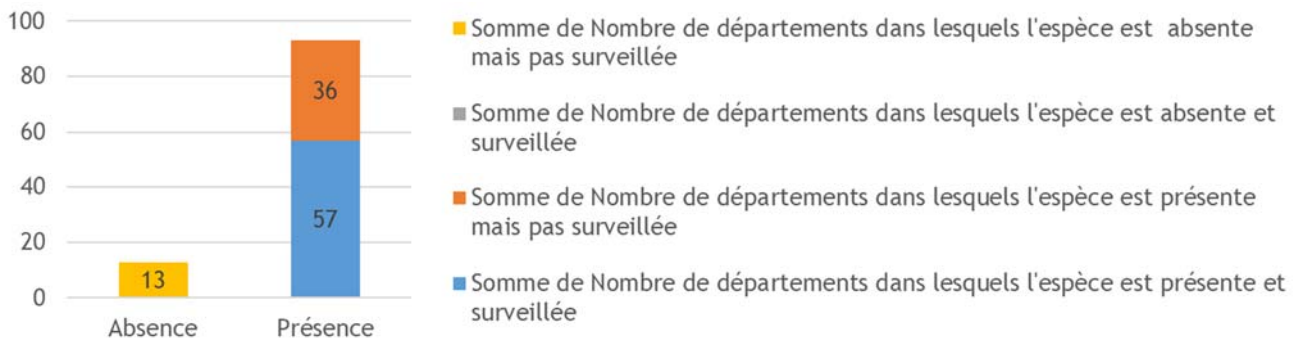 100
80
60
40
20
0
13
36
57
Absence
Présence
Somme de Nombre de départements dans lesquels l'espèce est absente
mais pas surveillée
Somme de Nombre de départements dans lesquels l'espèce est absente et
surveillée
Somme de Nombre de départements dans lesquels l'espèce est présente
mais pas surveillée
Somme de Nombre de départements dans lesquels l'espèce est présente et
surveillée